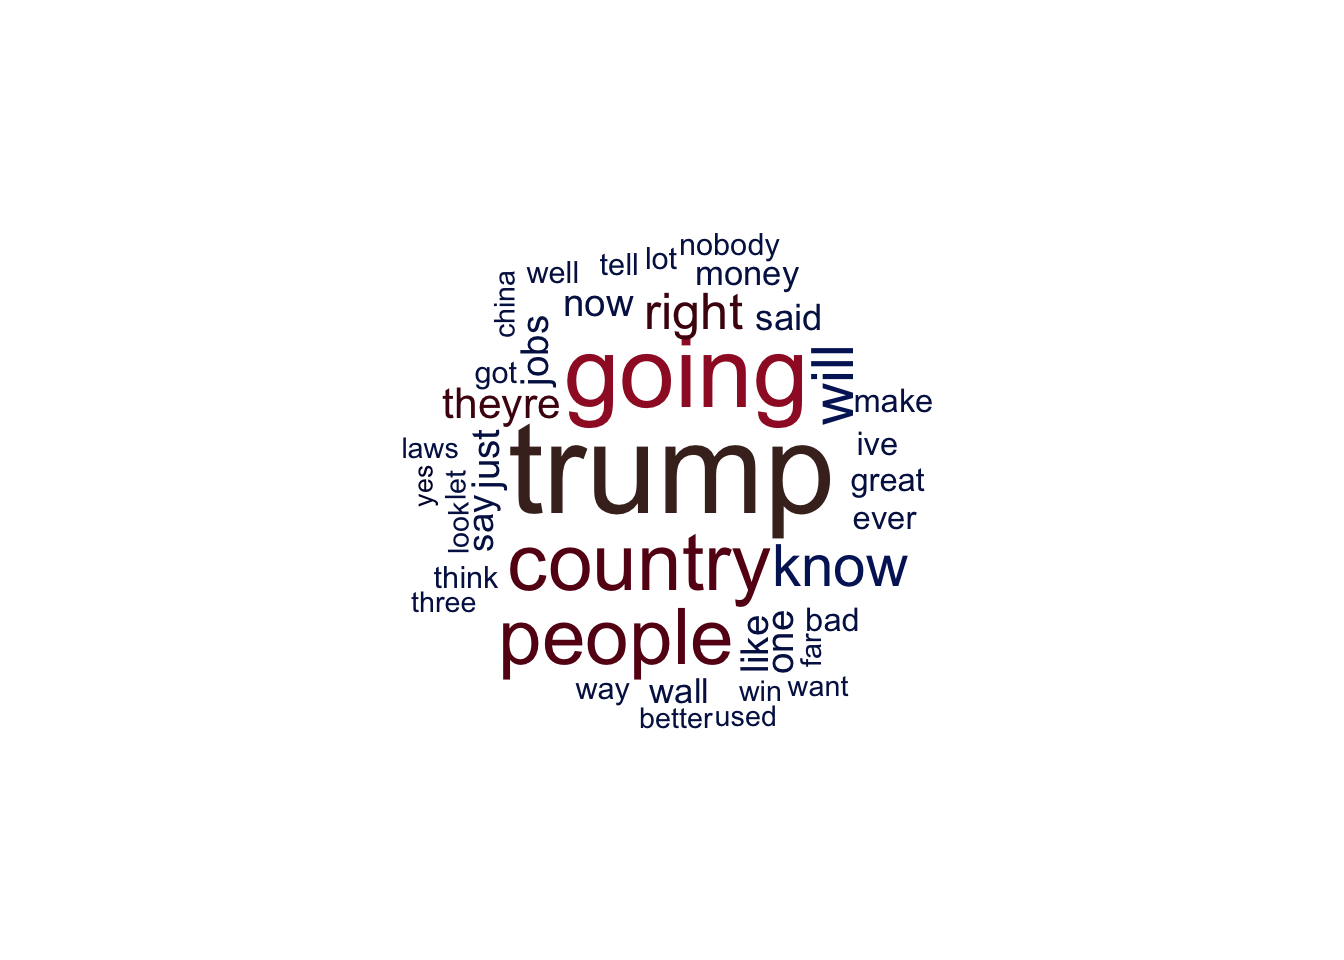 nobody
well
tell
lot
money
china
now
right
said
jobs
going
will
got
theyre
make
laws
just
trump
ive
yes
let
great
look
say
ever
country
know
think
three
people
like
one
bad
far
way
wall
win
want
better
used